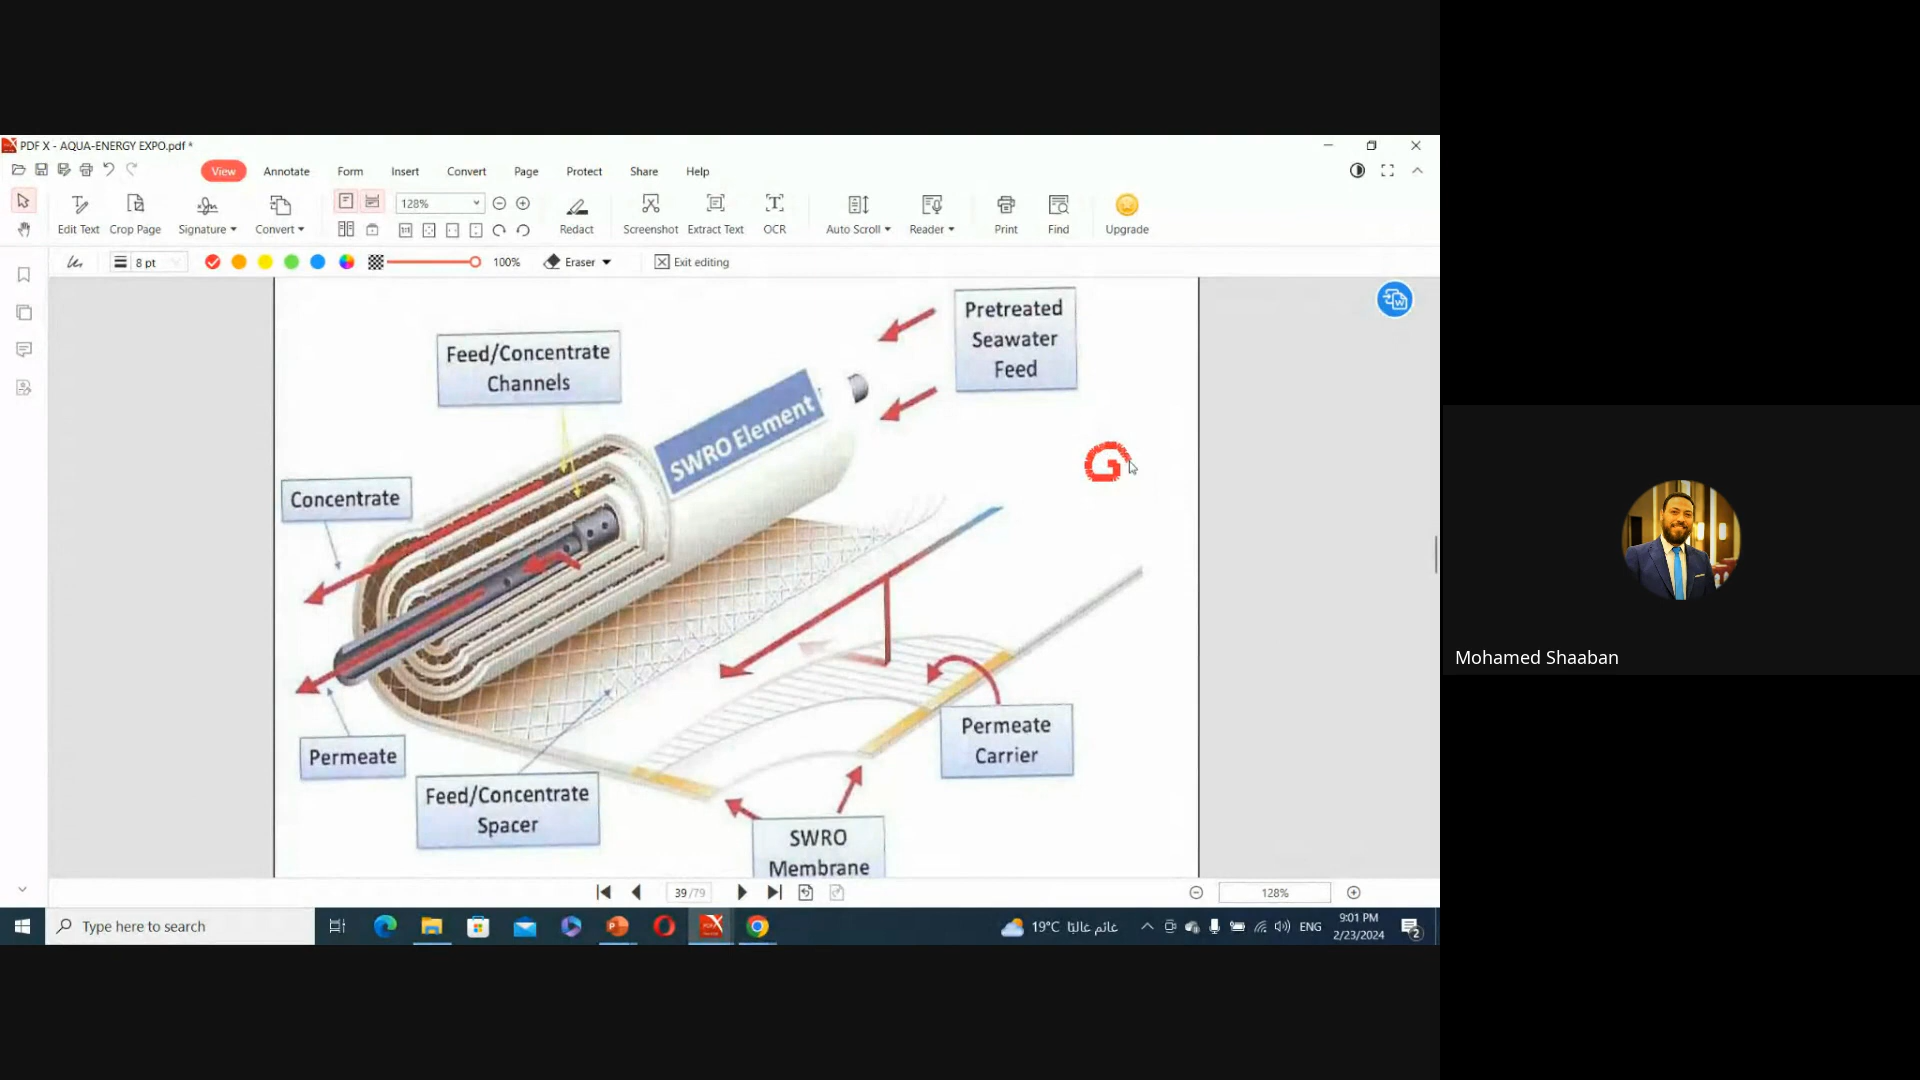 PDF X - AQUA-ENERGY EXPO.pdf *
View Annotate Form Insert Convert Page Protect Share Help
128%
Edit Text Crop Page Signature Convert Redact Screenshot Extract Text OCR Auto Scroll Reader Print Find Upgrade
8 pt 100% Eraser Exit editing
Pretreated
Seawater
Feed
Feed/Concentrate
Channels
SWRO Element
G
Concentrate
Permeate
Carrier
Permeate
Feed/Concentrate
Spacer
SWRO
Membrane
39 /79
128%
Type here to search
19°C غائم غالبًا
ENG
9:01 PM
2/23/2024
2
Mohamed Shaaban